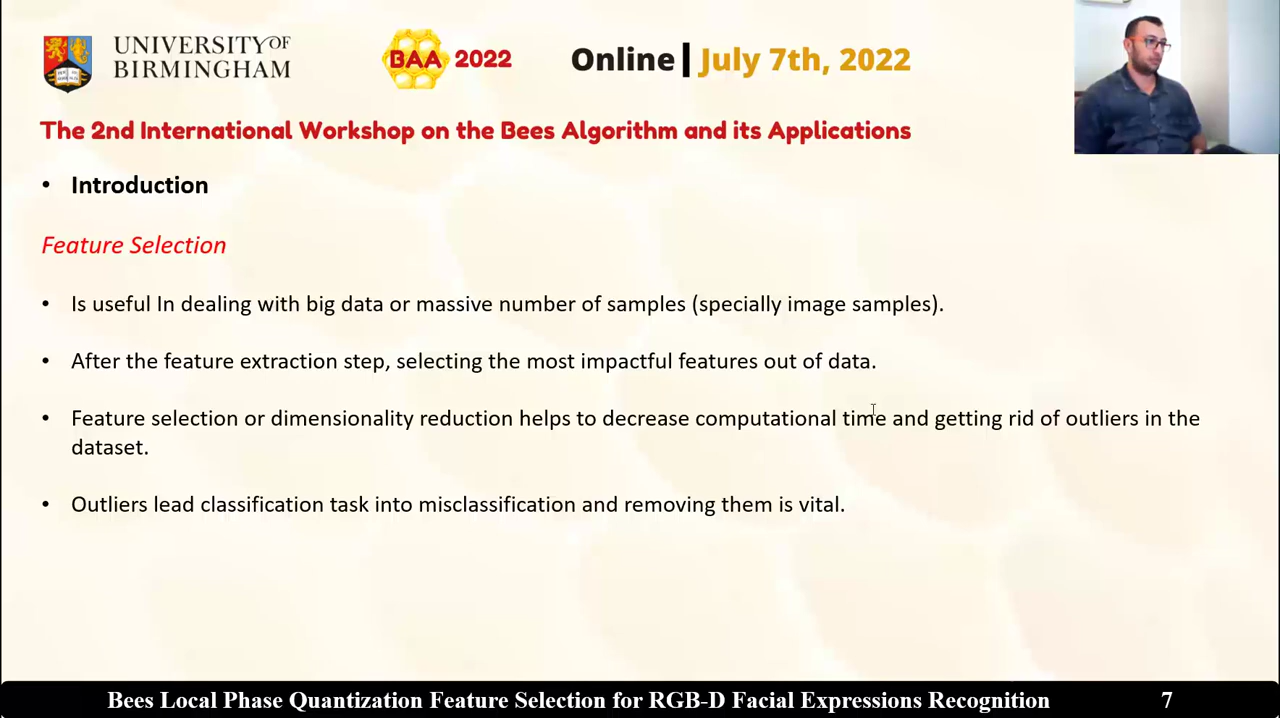 UNIVERSITY OF
BIRMINGHAM
BAA 2022
Online | July 7th, 2022
The 2nd International Workshop on the Bees Algorithm and its Applications
• Introduction
Feature Selection
• Is useful In dealing with big data or massive number of samples (specially image samples).
• After the feature extraction step, selecting the most impactful features out of data.
• Feature selection or dimensionality reduction helps to decrease computational time and getting rid of outliers in the
dataset.
• Outliers lead classification task into misclassification and removing them is vital.
Bees Local Phase Quantization Feature Selection for RGB-D Facial Expressions Recognition 7